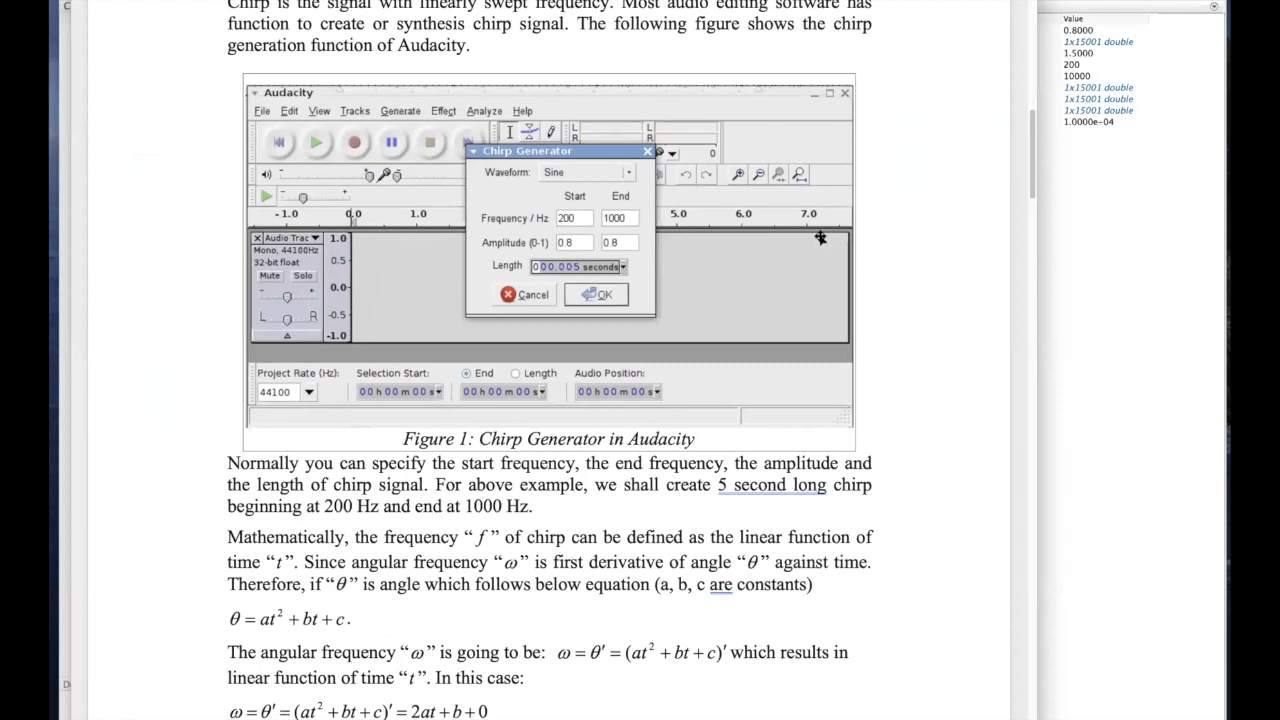 Chirp is the signal with linearly swept frequency. Most audio editing software has
function to create or synthesis chirp signal. The following figure shows the chirp
generation function of Audacity.
Audacity
File Edit View Tracks Generate Effect Analyze Help
L
R
L
R
0
Chirp Generator
Waveform: Sine
Start End
Frequency / Hz 200 1000
Amplitude (0-1) 0.8 0.8
Length 000,005 seconds
Cancel OK
- 1.0 0.0 1.0 5.0 6.0 7.0
Audio Trac
Mono, 44100Hz
32-bit float
Mute Solo
- +
L R
1.0
0.5
0.0
-0.5
-1.0
Project Rate (Hz): Selection Start: End Length Audio Position:
44100 00 h 00 m 00 s 00 h 00 m 00 s 00 h 00 m 00 s
Figure 1: Chirp Generator in Audacity
Normally you can specify the start frequency, the end frequency, the amplitude and
the length of chirp signal. For above example, we shall create 5 second long chirp
beginning at 200 Hz and end at 1000 Hz.
Mathematically, the frequency “ f ” of chirp can be defined as the linear function of
time “t”. Since angular frequency “ω” is first derivative of angle “θ” against time.
Therefore, if “θ” is angle which follows below equation (a, b, c are constants)
θ = at² + bt + c.
The angular frequency “ω” is going to be: ω = θ′ = (at² + bt + c)′ which results in
linear function of time “t”. In this case:
ω = θ′ = (at² + bt + c)′ = 2at + b + 0
Value
0.8000
1x15001 double
1.5000
200
10000
1x15001 double
1x15001 double
1x15001 double
1.0000e-04